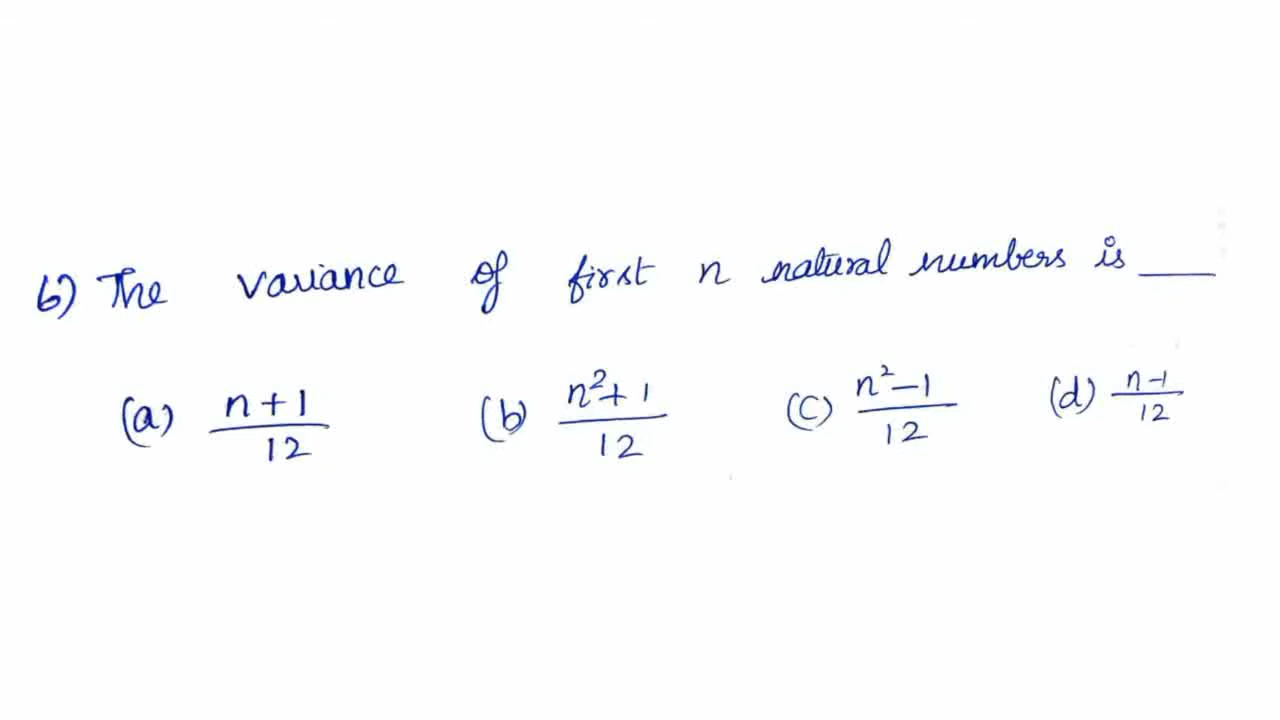 6) The variance of first n natural numbers is ____
(a) n+1/12 (b) n²+1/12 (c) n²-1/12 (d) n-1/12